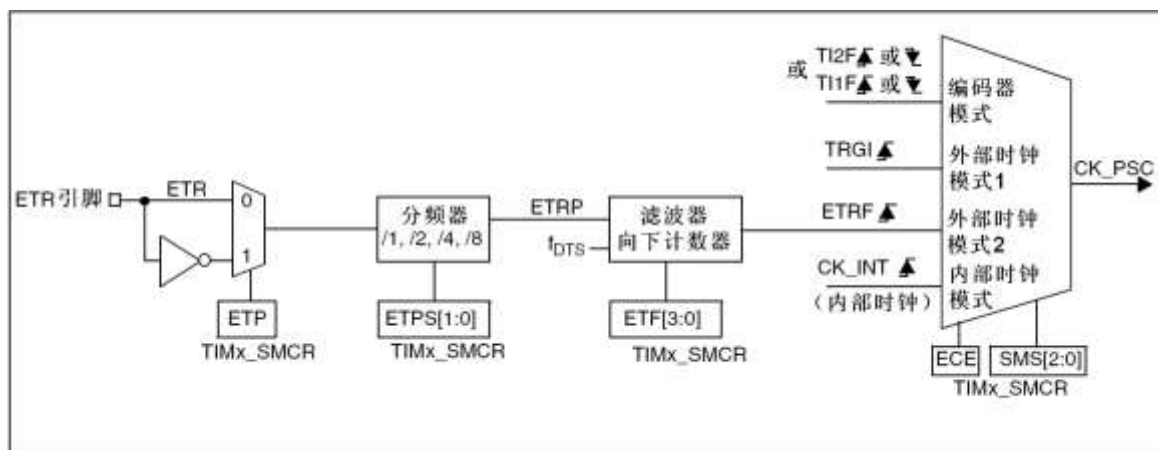 或 TI2F 或
TI1F 或
编码器
模式
TRGI
外部时钟
模式1
CK_PSC
ETR引脚
ETR
0
1
ETP
TIMx_SMCR
分频器
/1, /2, /4, /8
ETPS[1:0]
TIMx_SMCR
ETRP
fDTS
滤波器
向下计数器
ETF[3:0]
TIMx_SMCR
ETRF
外部时钟
模式2
CK_INT
(内部时钟)
内部时钟
模式
ECE
SMS[2:0]
TIMx_SMCR